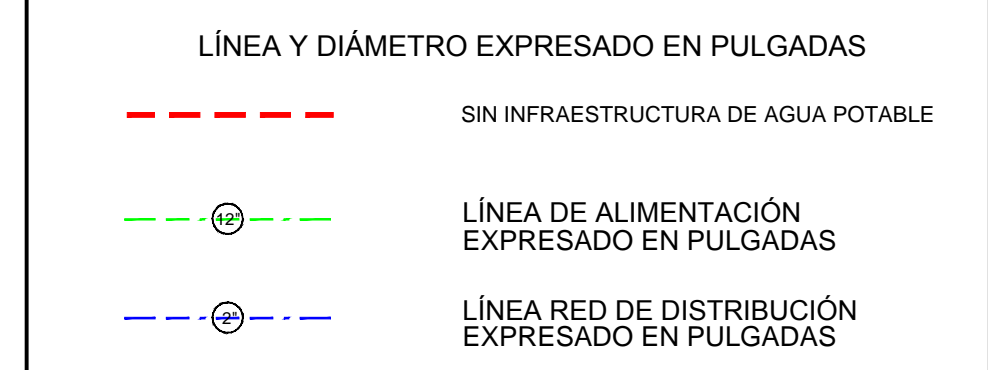 LÍNEA Y DIÁMETRO EXPRESADO EN PULGADAS
SIN INFRAESTRUCTURA DE AGUA POTABLE
12"
LÍNEA DE ALIMENTACIÓN
EXPRESADO EN PULGADAS
2"
LÍNEA RED DE DISTRIBUCIÓN
EXPRESADO EN PULGADAS